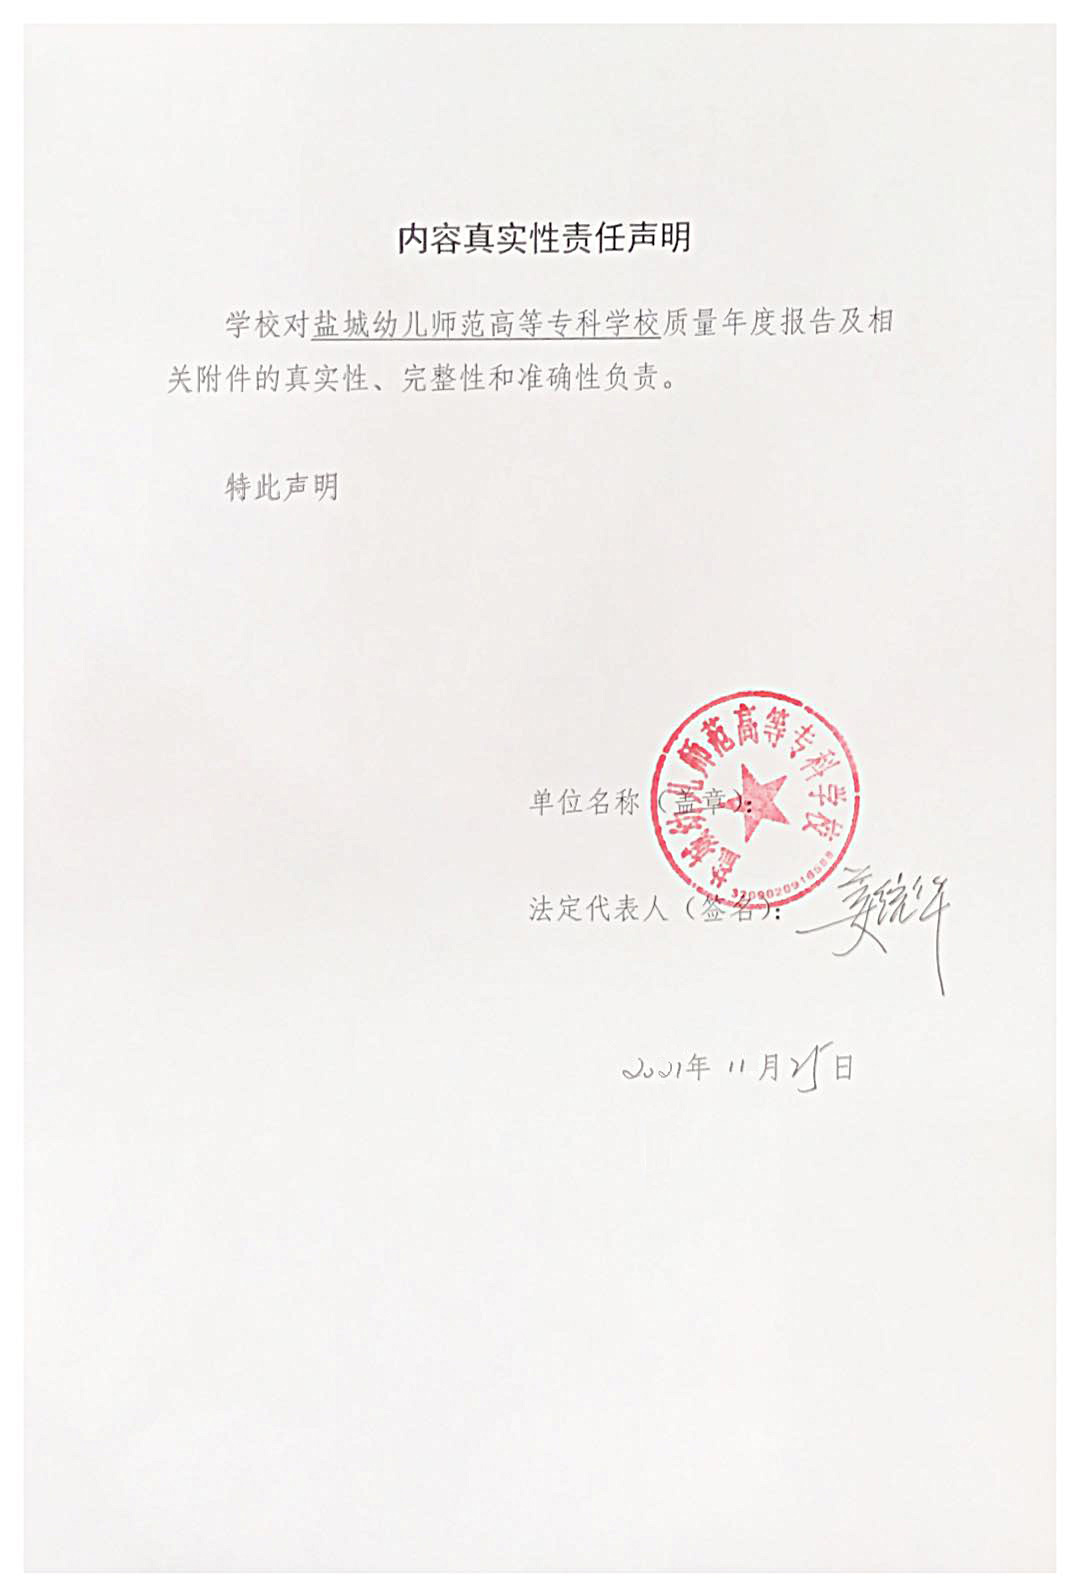 内容真实性责任声明
学校对盐城幼儿师范高等专科学校质量年度报告及相
关附件的真实性、完整性和准确性负责。
特此声明
盐城幼儿师范高等专科学校
单位名称（盖章）：
法定代表人（签名）：
2021年 11月25日